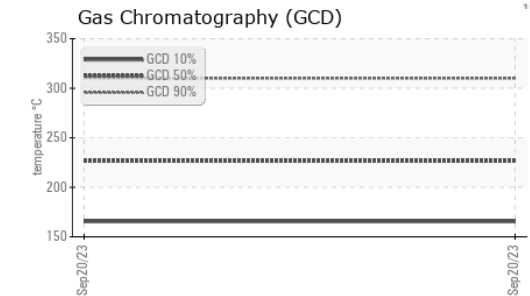 Gas Chromatography (GCD)
350
300
250
200
150
temperature °C
GCD 10%
GCD 50%
GCD 90%
Sep20/23
Sep20/23